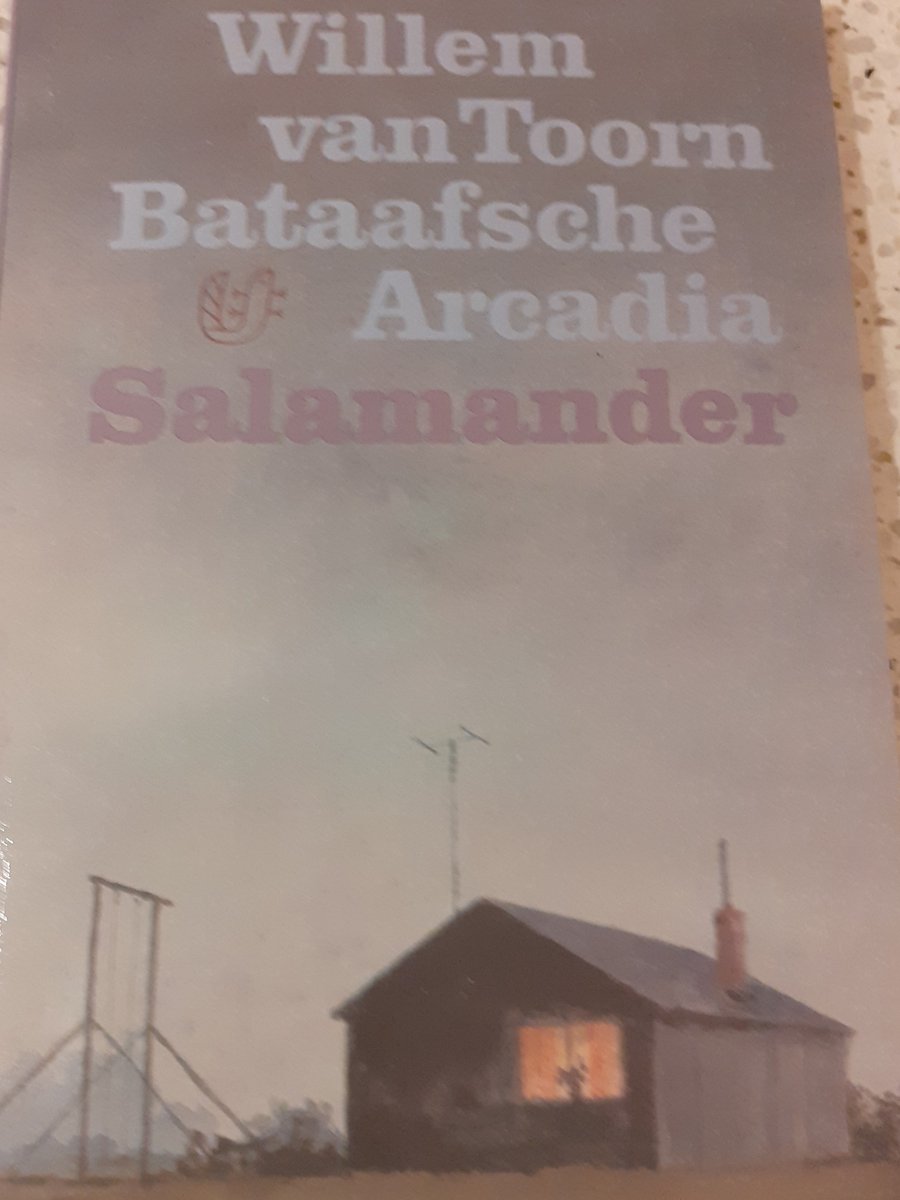 Willem
van Toorn
Bataafsche
Arcadia
Salamander